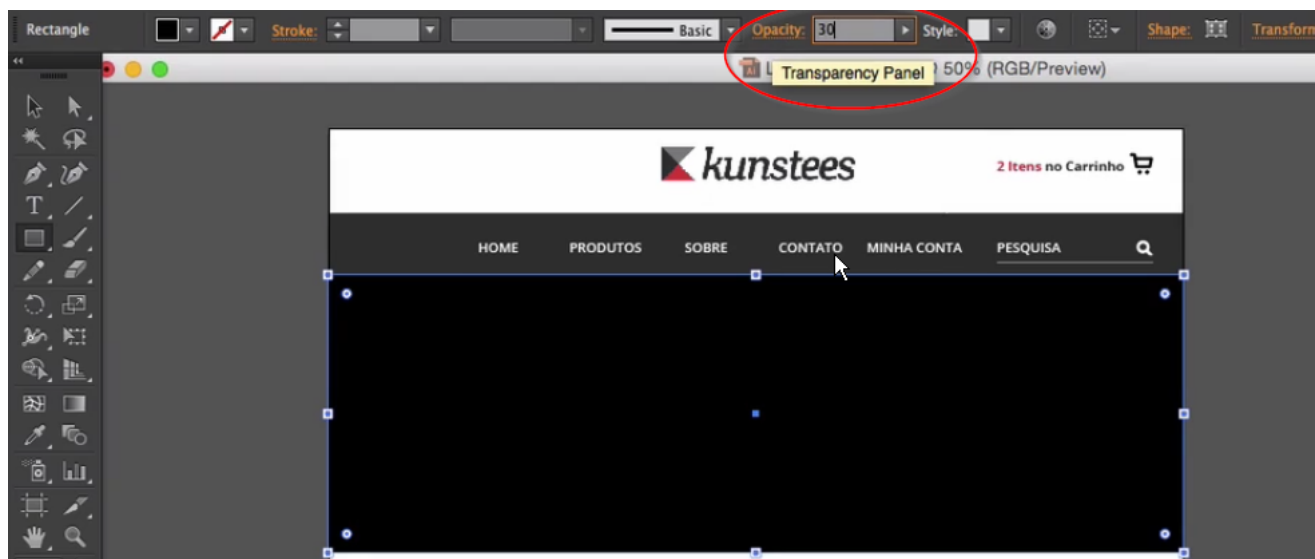 Rectangle Stroke: Basic Opacity: 30 Style: Shape: Transform
Transparency Panel 50% (RGB/Preview)
kunstees
2 Itens no Carrinho
HOME PRODUTOS SOBRE CONTATO MINHA CONTA PESQUISA